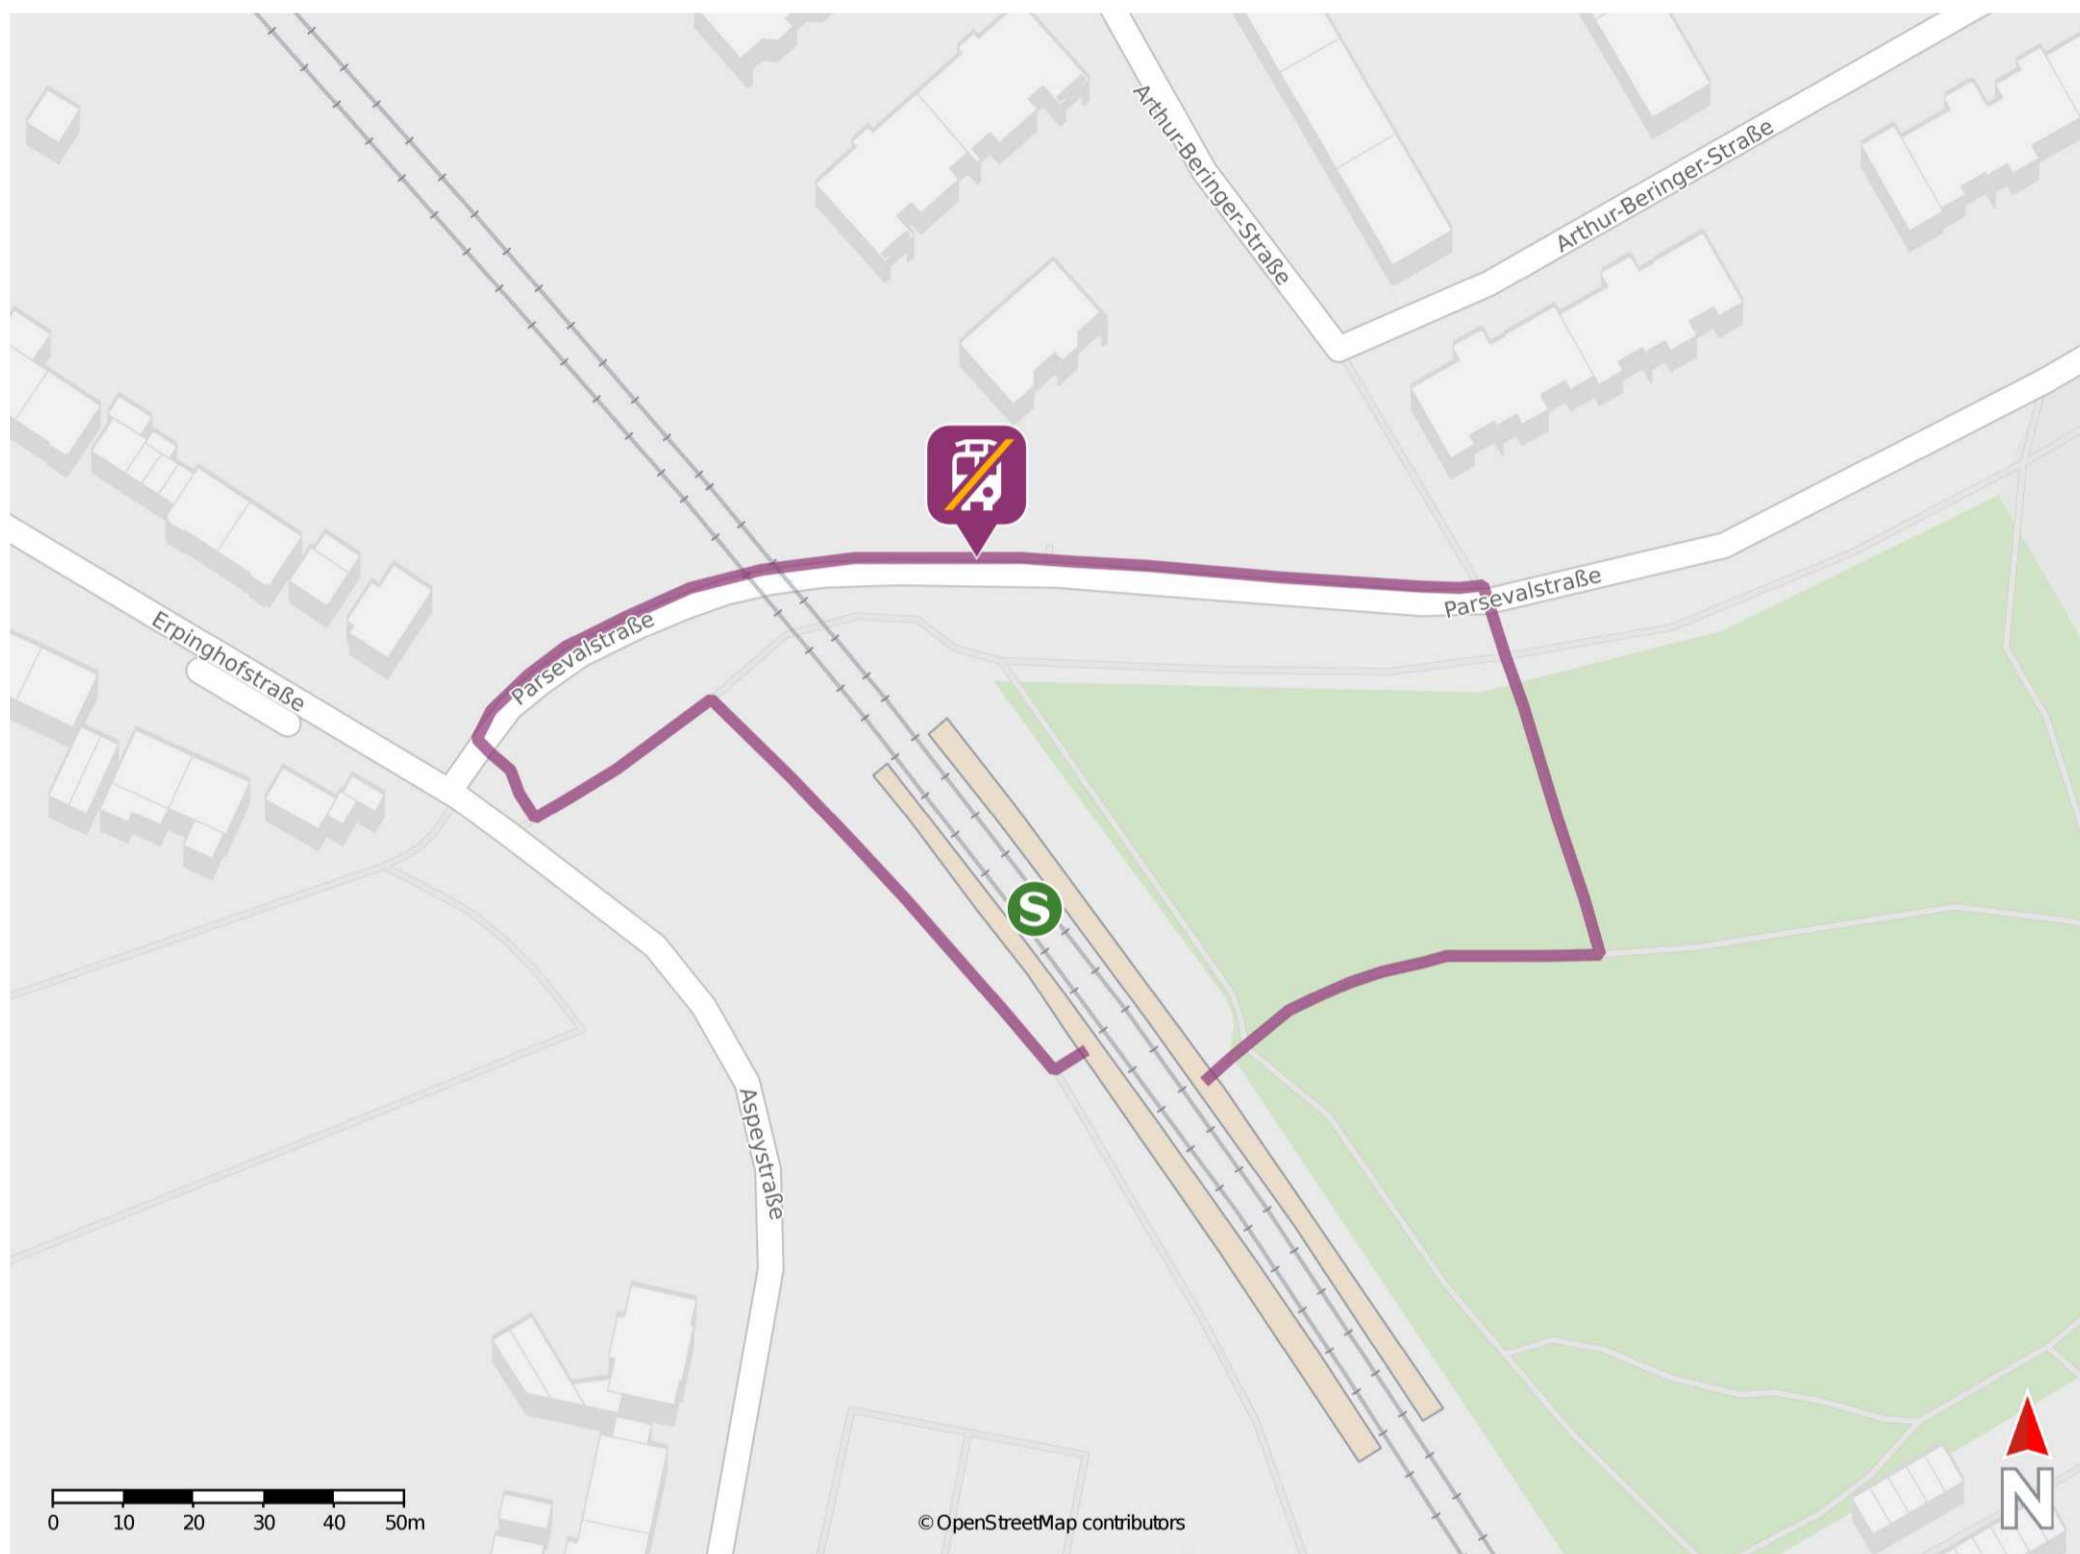 Arthur-Beringer-Straße
Arthur-Beringer-Straße
Parsevalstraße
Parsevalstraße
Erpinghofstraße
S
Aspeystraße
N
0 10 20 30 40 50m
© OpenStreetMap contributors